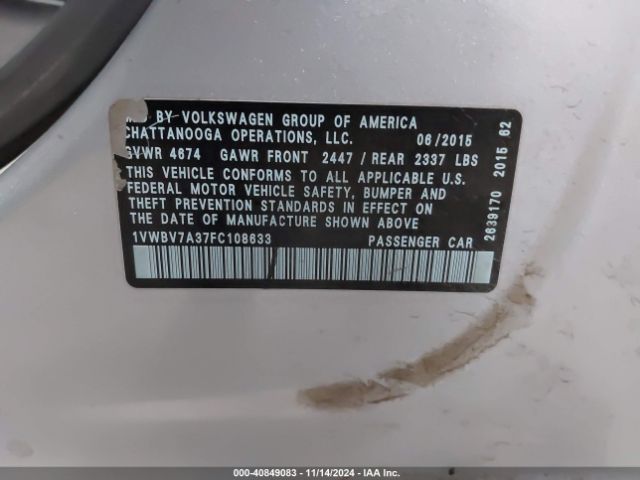 BY VOLKSWAGEN GROUP OF AMERICA
CHATTANOOGA OPERATIONS, LLC. 06/2015
GVWR 4674 GAWR FRONT 2447 / REAR 2337 LBS
THIS VEHICLE CONFORMS TO ALL APPLICABLE U.S.
FEDERAL MOTOR VEHICLE SAFETY, BUMPER AND
THEFT PREVENTION STANDARDS IN EFFECT ON
THE DATE OF MANUFACTURE SHOWN ABOVE
1VWBV7A37FC108633 PASSENGER CAR
2639170 2015 62
000-40849083 - 11/14/2024 - IAA Inc.